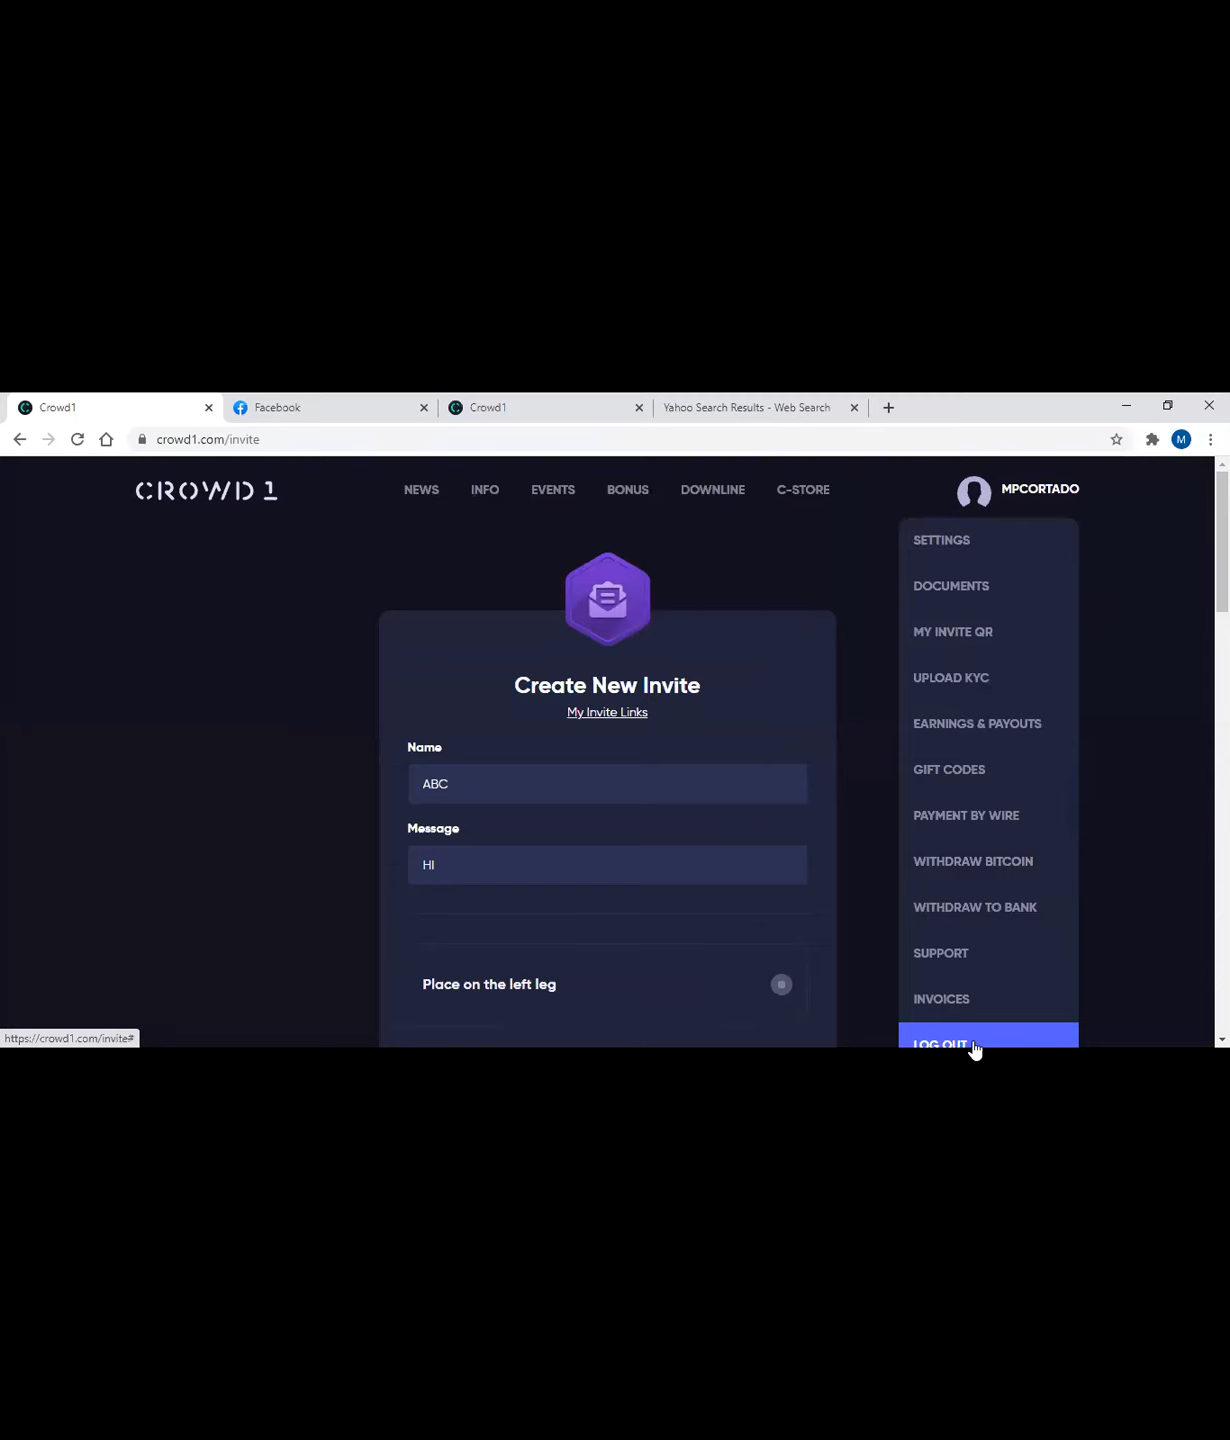 Crowd1
Facebook
Crowd1
Yahoo Search Results - Web Search
crowd1.com/invite
M
CROWD 1
NEWS
INFO
EVENTS
BONUS
DOWNLINE
C-STORE
MPCORTADO
SETTINGS
DOCUMENTS
MY INVITE QR
UPLOAD KYC
EARNINGS & PAYOUTS
GIFT CODES
PAYMENT BY WIRE
WITHDRAW BITCOIN
WITHDRAW TO BANK
SUPPORT
INVOICES
LOG OUT
Create New Invite
My Invite Links
Name
ABC
Message
HI
Place on the left leg
https://crowd1.com/invite#